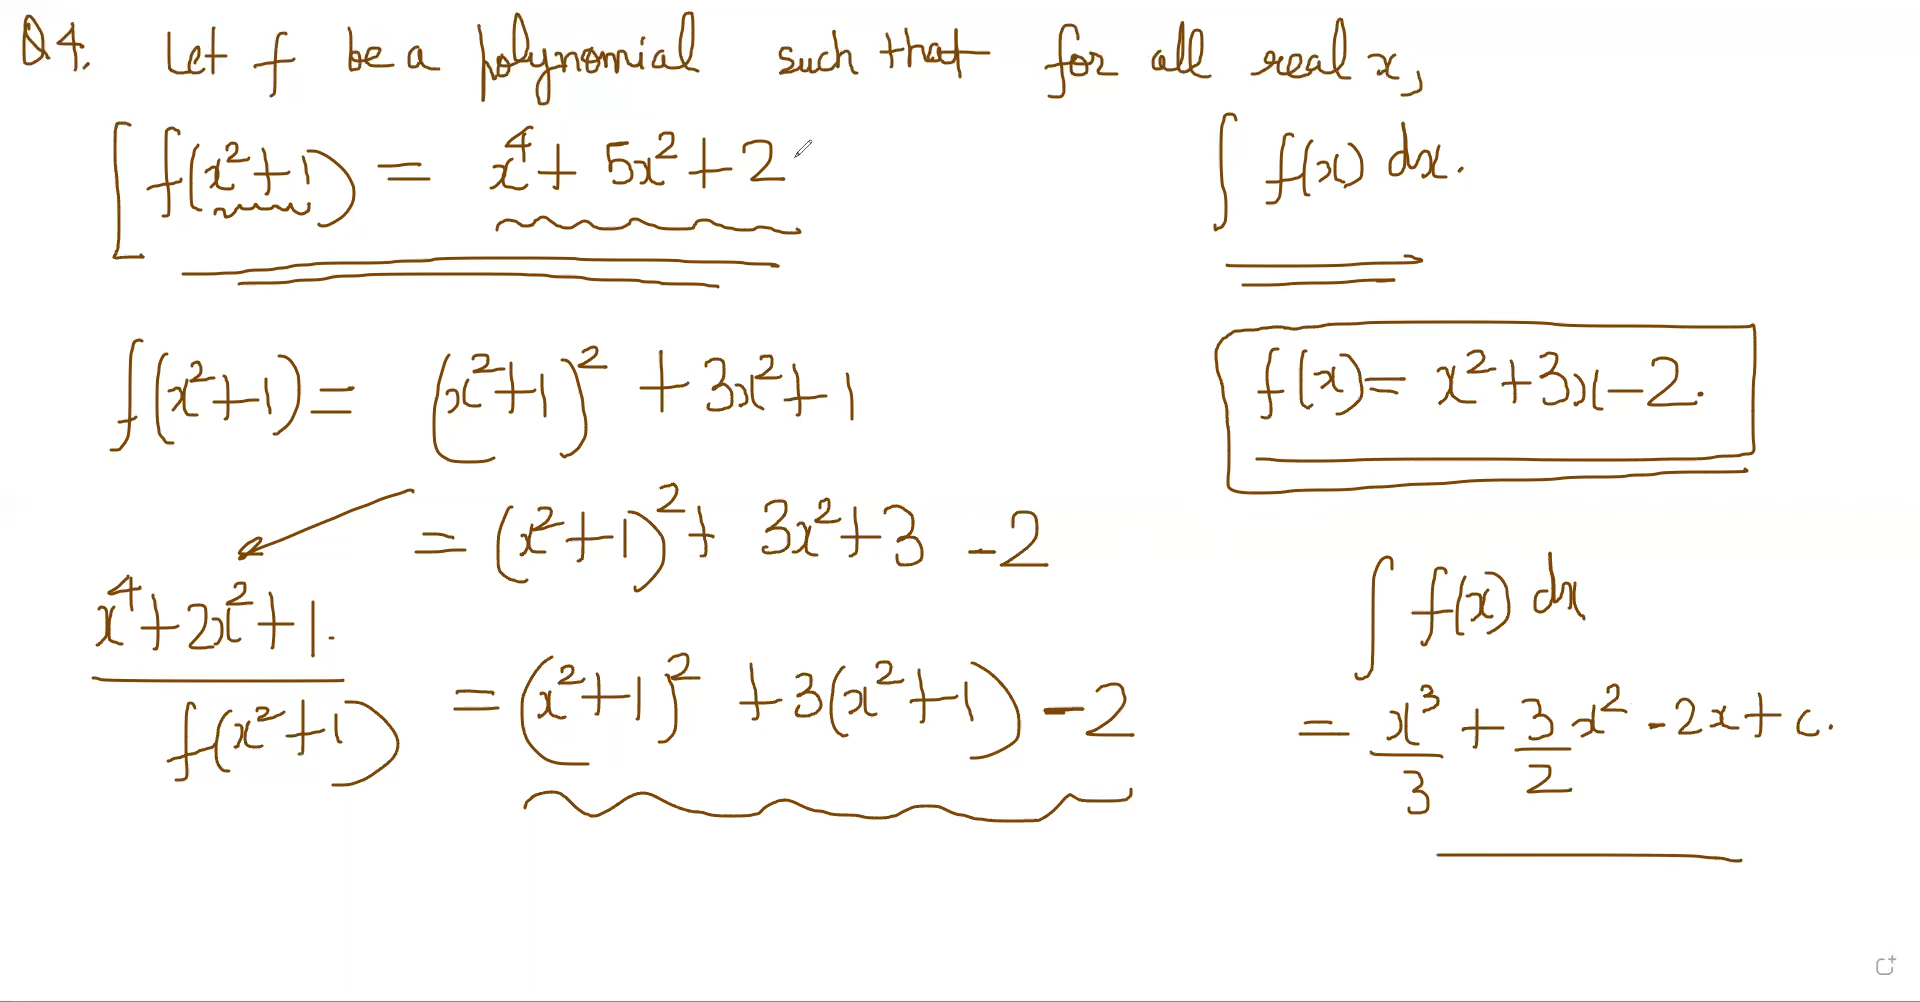 Q4. Let f be a polynomial such that for all real x,
f(x²+1) = x⁴ + 5x² + 2
∫ f(x) dx.
f(x²+1) = (x²+1)² + 3x² + 1
= (x²+1)² + 3x² + 3 - 2
x⁴ + 2x² + 1.
f(x²+1)
= (x²+1)² + 3(x²+1) - 2
f(x) = x² + 3x - 2.
∫ f(x) dx
= x³/3 + 3/2 x² - 2x + c.